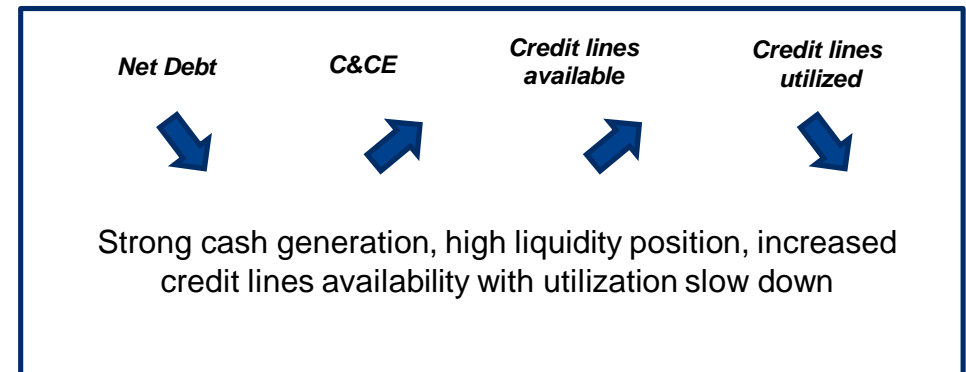 Net Debt
C&CE
Credit lines
available
Credit lines
utilized
Strong cash generation, high liquidity position, increased
credit lines availability with utilization slow down